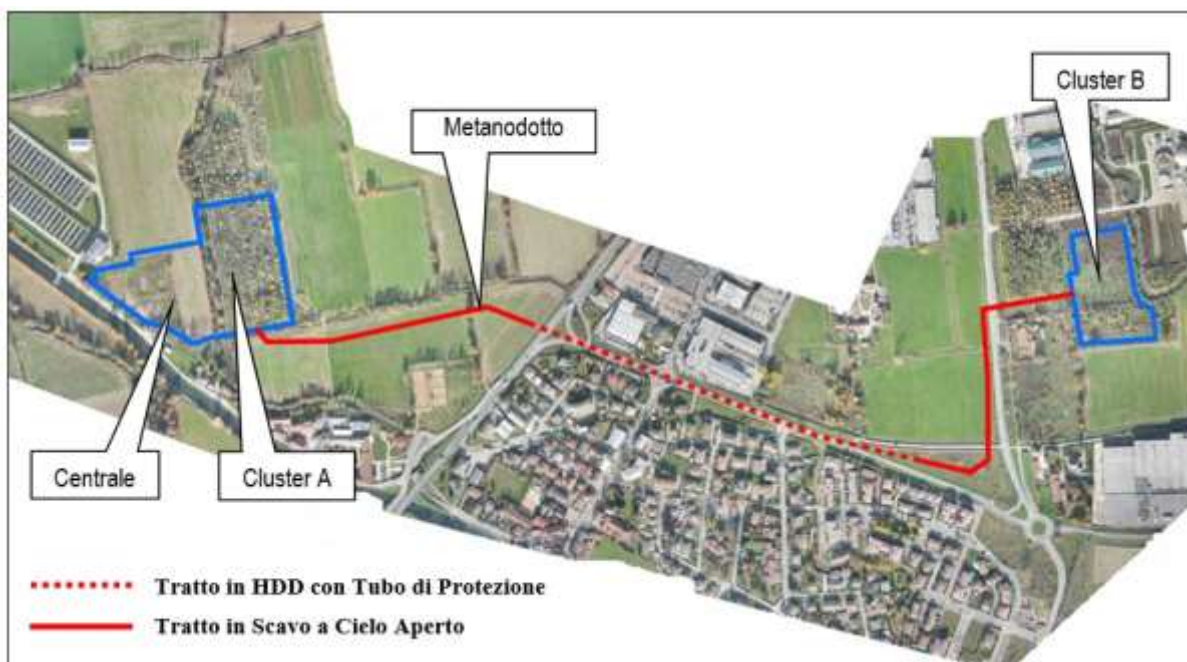 Cluster B
Metanodotto
Centrale
Cluster A
Tratto in HDD con Tubo di Protezione
Tratto in Scavo a Cielo Aperto